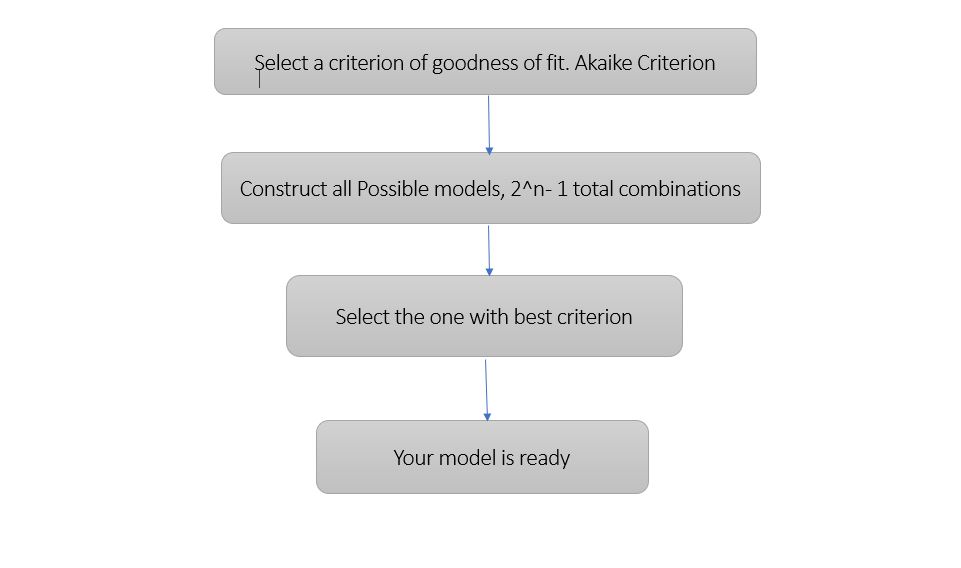 Select a criterion of goodness of fit. Akaike Criterion
Construct all Possible models, 2^n- 1 total combinations
Select the one with best criterion
Your model is ready